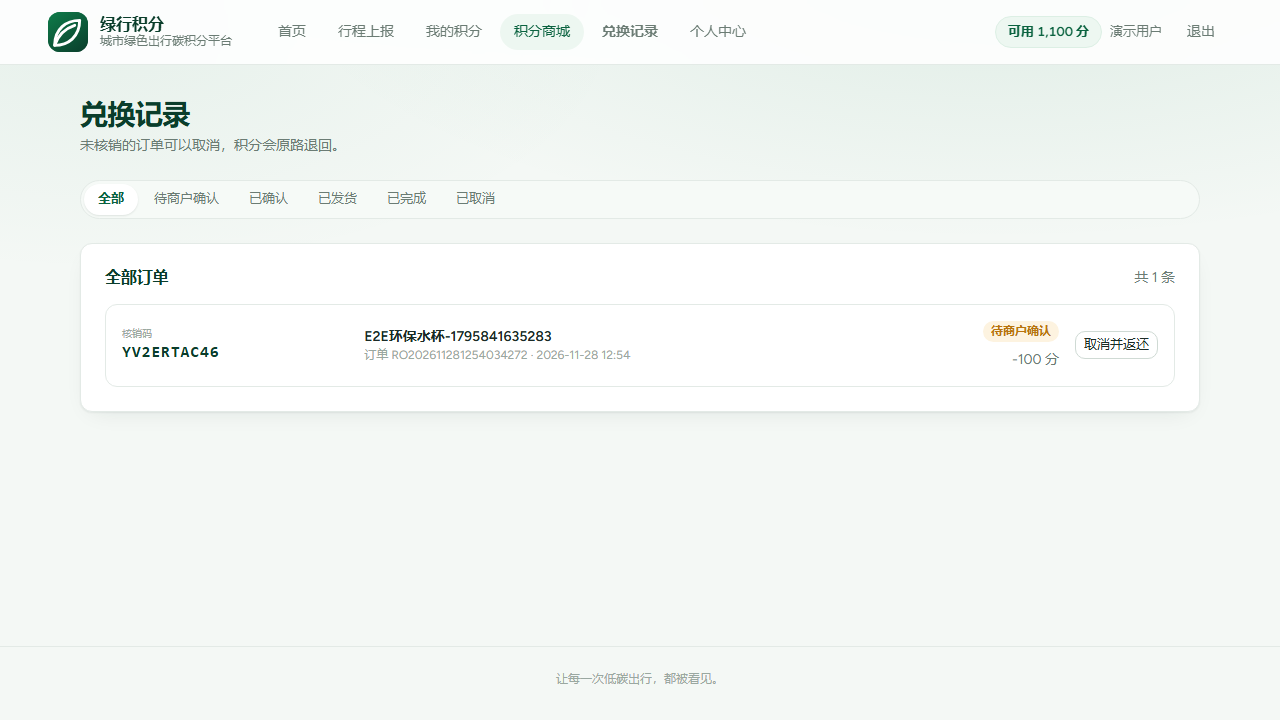 绿行积分
城市绿色出行碳积分平台
首页 行程上报 我的积分 积分商城 兑换记录 个人中心
可用 1,100 分 演示用户 退出
兑换记录
未核销的订单可以取消，积分会原路退回。
全部 待商户确认 已确认 已发货 已完成 已取消
全部订单 共 1 条
核销码
YV2ERTAC46
E2E环保水杯-1795841635283
订单 RO202611281254034272 · 2026-11-28 12:54
待商户确认
-100 分
取消并返还
让每一次低碳出行，都被看见。